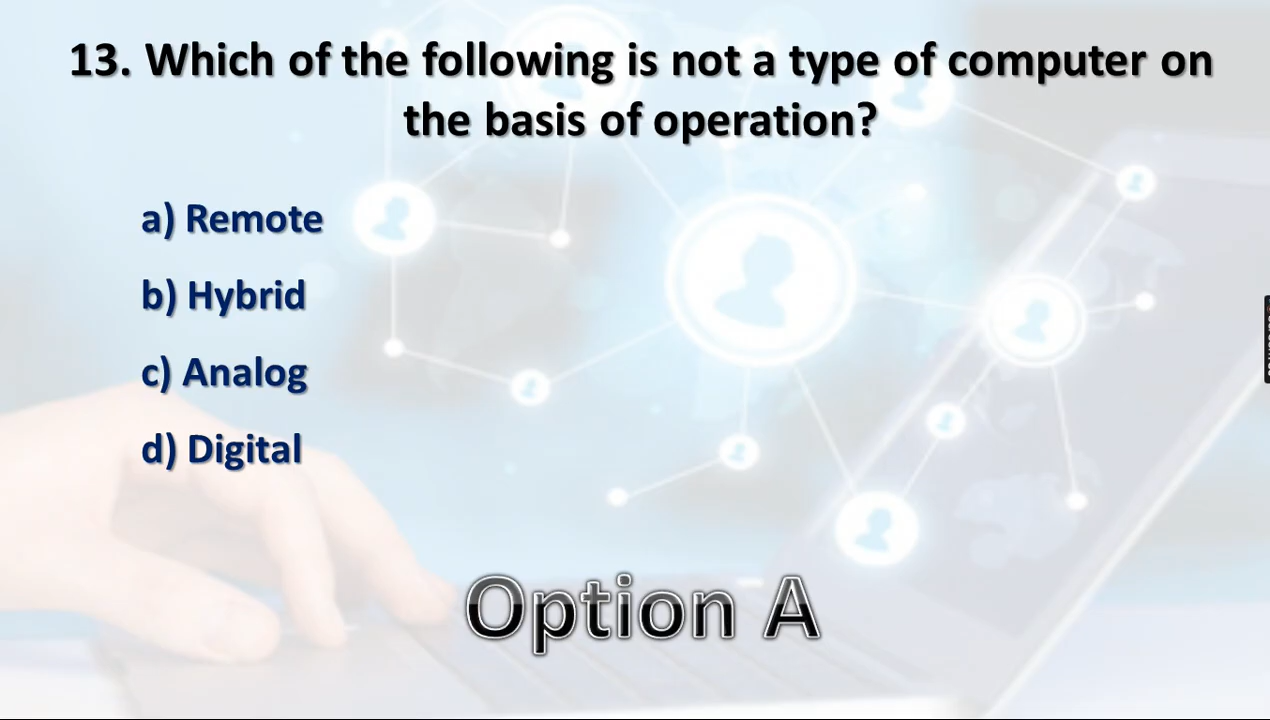 13. Which of the following is not a type of computer on
the basis of operation?
a) Remote
b) Hybrid
c) Analog
d) Digital
Option A